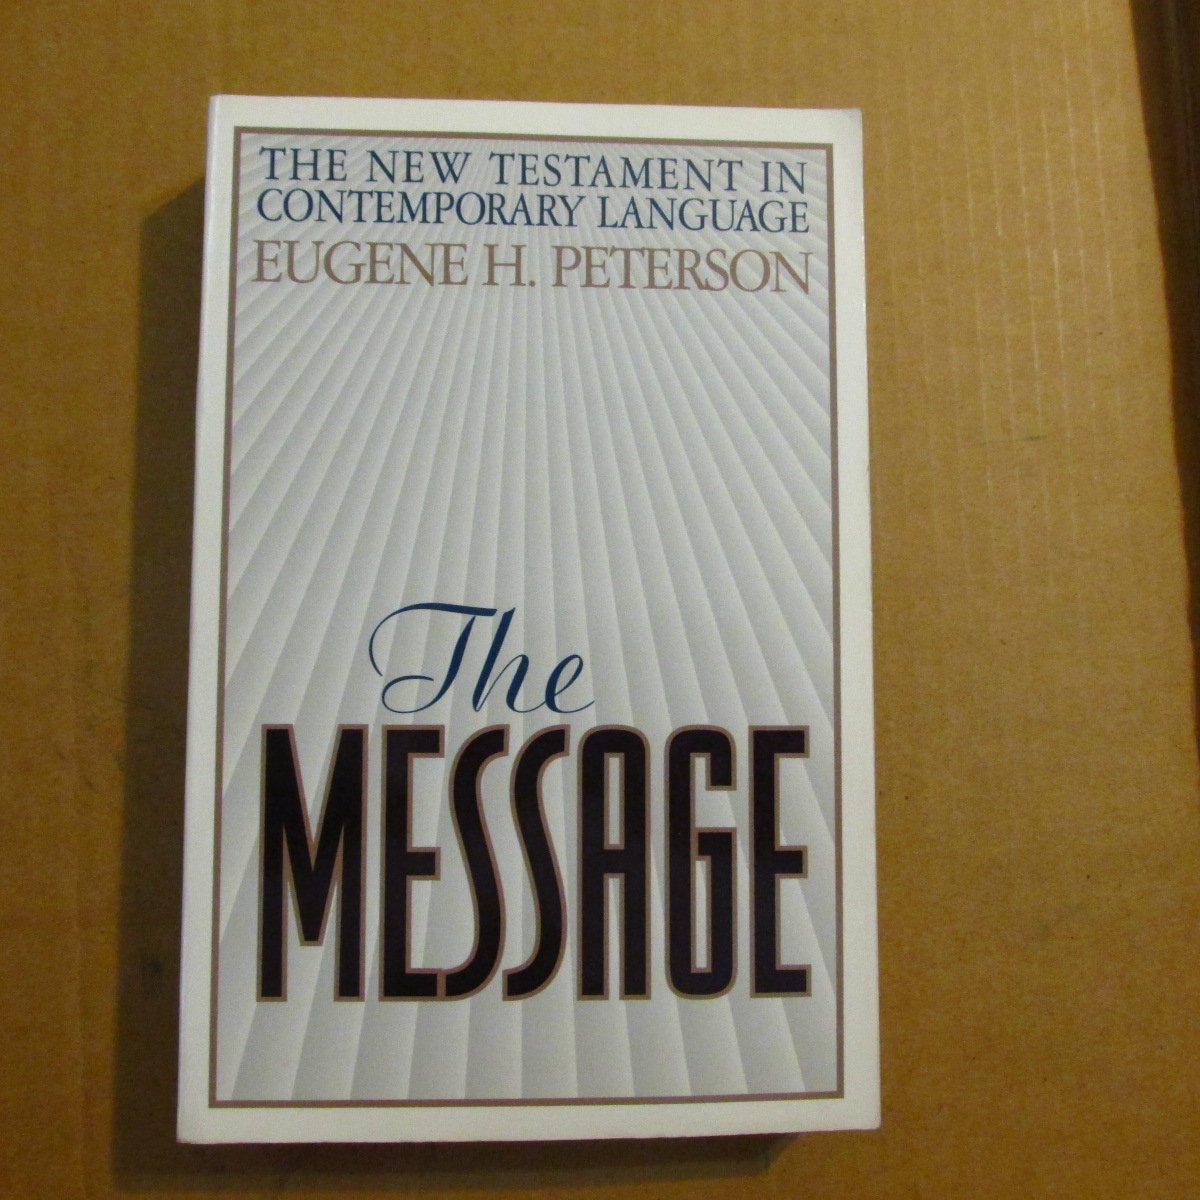 THE NEW TESTAMENT IN
CONTEMPORARY LANGUAGE
EUGENE H. PETERSON
The
MESSAGE